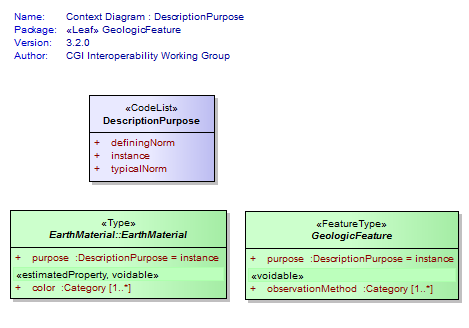 Name: Context Diagram : DescriptionPurpose
Package: «Leaf» GeologicFeature
Version: 3.2.0
Author: CGI Interoperability Working Group
«CodeList»
DescriptionPurpose
+ definingNorm
+ instance
+ typicalNorm
«Type»
EarthMaterial::EarthMaterial
+ purpose :DescriptionPurpose = instance
«estimatedProperty, voidable»
+ color :Category [1..*]
«FeatureType»
GeologicFeature
+ purpose :DescriptionPurpose = instance
«voidable»
+ observationMethod :Category [1..*]